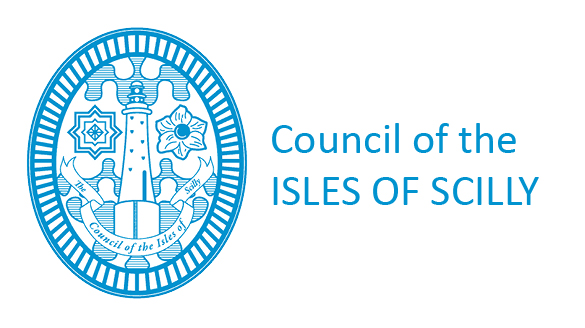 The Council of the Isles of Scilly
Council of the
ISLES OF SCILLY